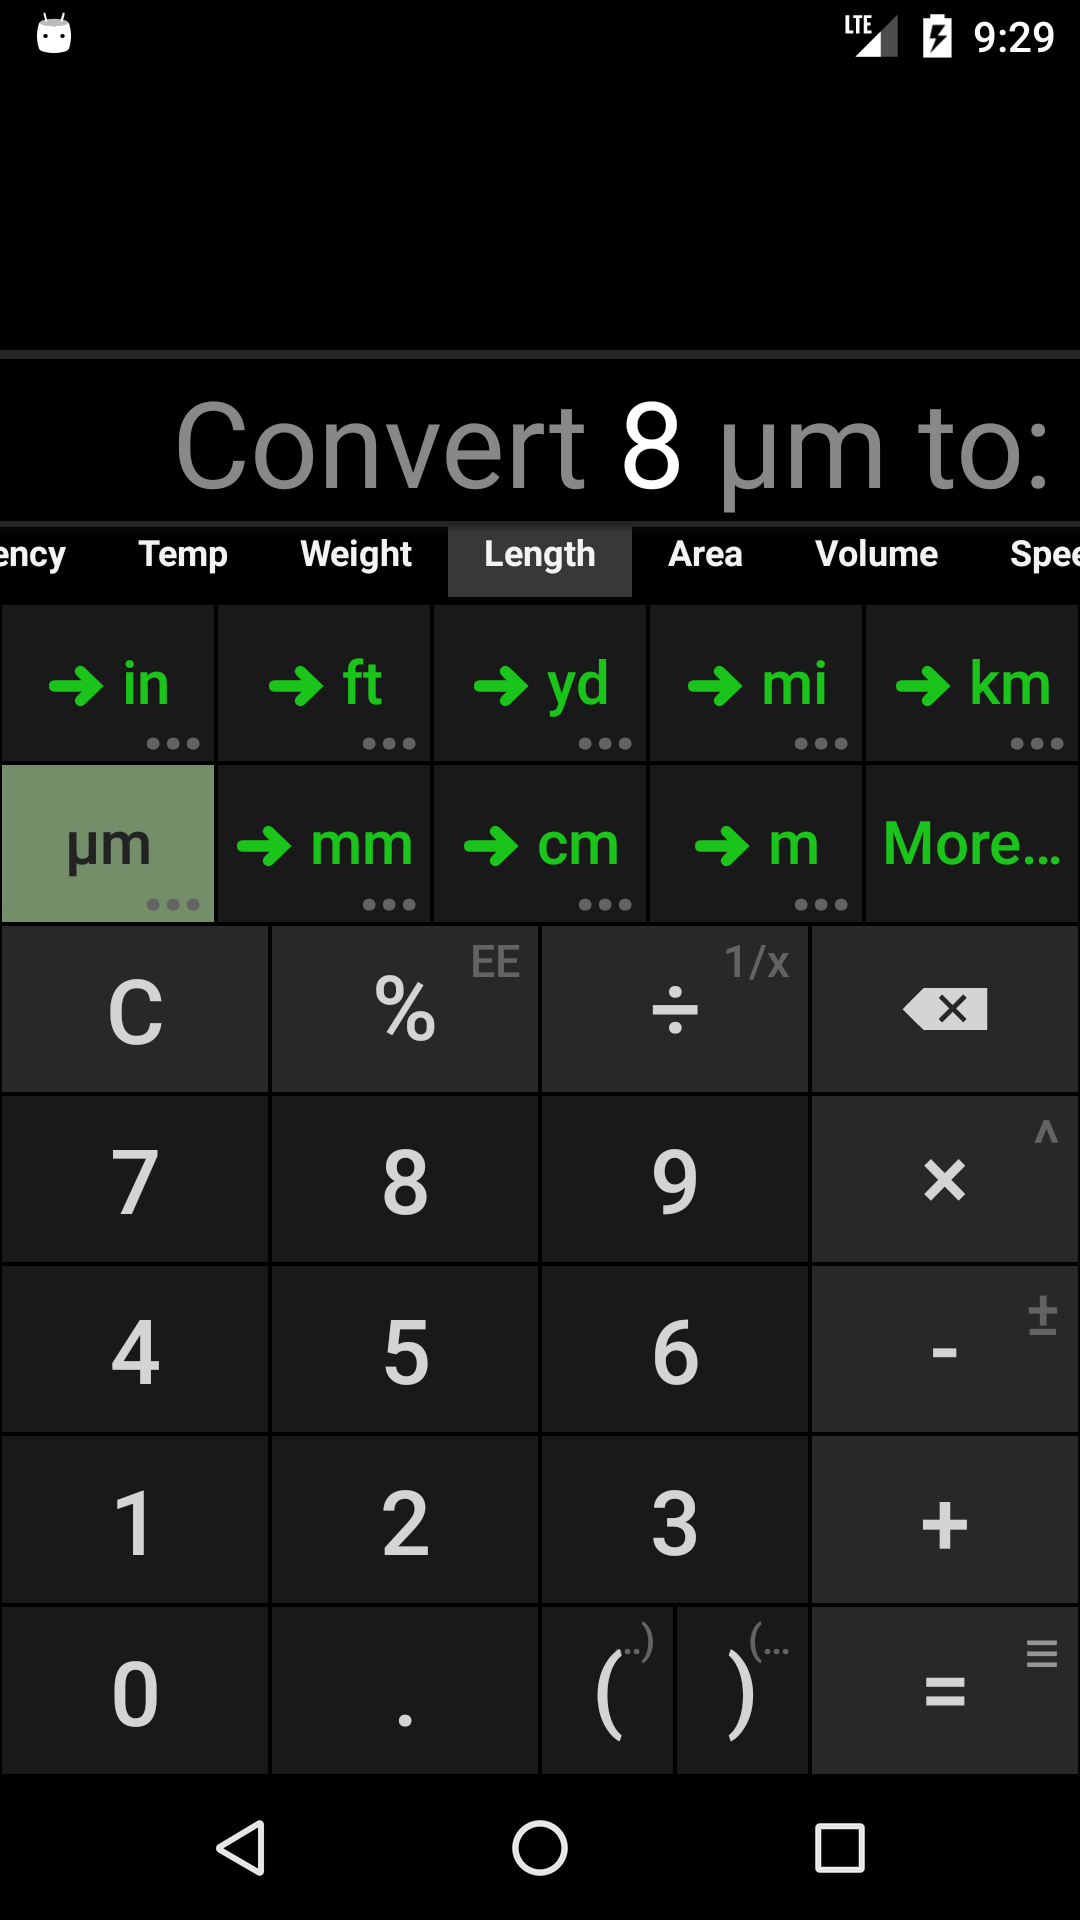 LTE 9:29
Convert 8 µm to:
ency Temp Weight Length Area Volume Spee
in ft yd mi km
µm mm cm m More...
C % EE ÷ 1/x
7 8 9 × ^
4 5 6 - ±
1 2 3 +
0 . ( ..) ) (... =